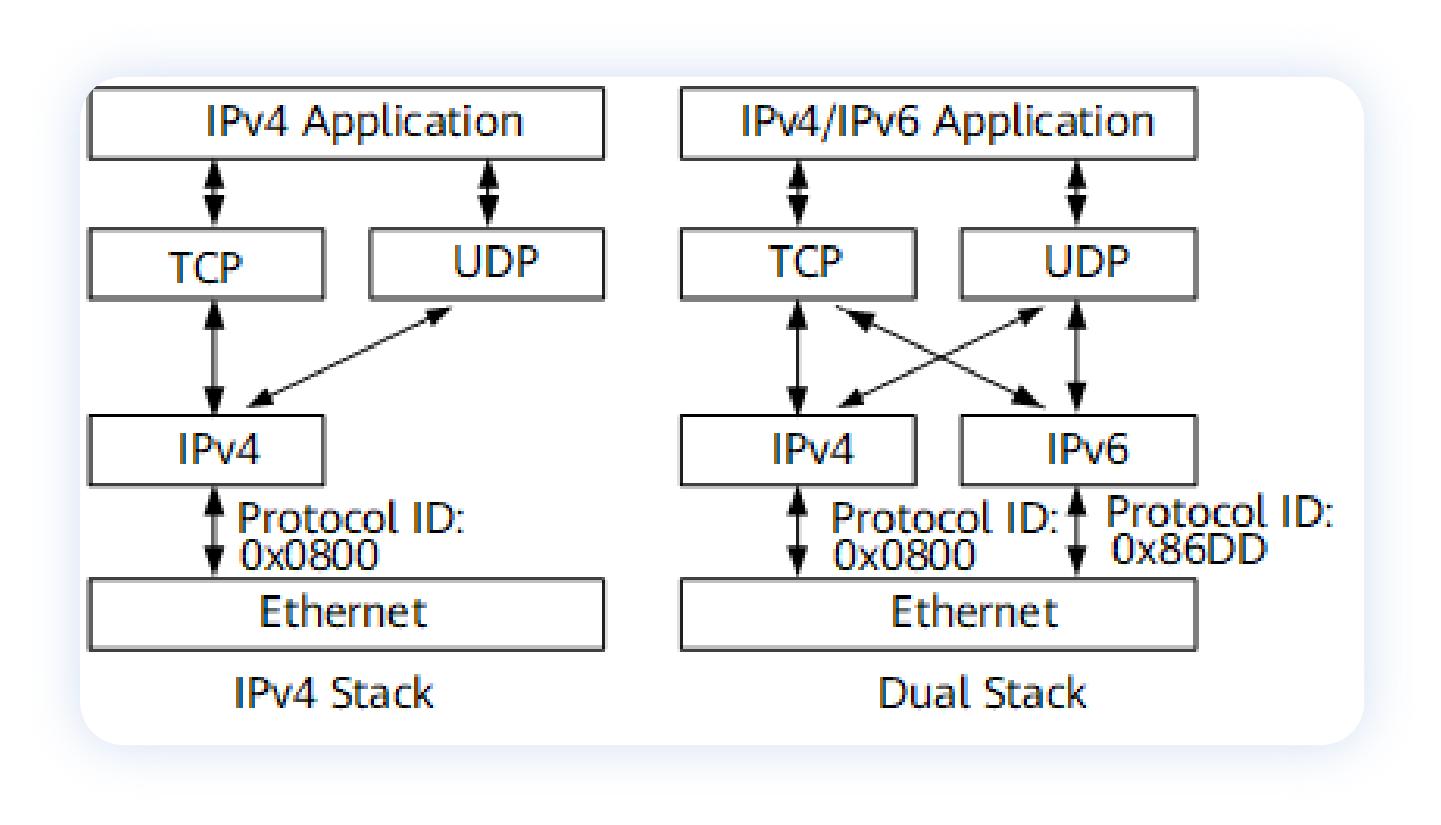 IPv4 Application
TCP
UDP
IPv4
Protocol ID:
0x0800
Ethernet
IPv4 Stack
IPv4/IPv6 Application
TCP
UDP
IPv4
IPv6
Protocol ID:
0x0800
Protocol ID:
0x86DD
Ethernet
Dual Stack